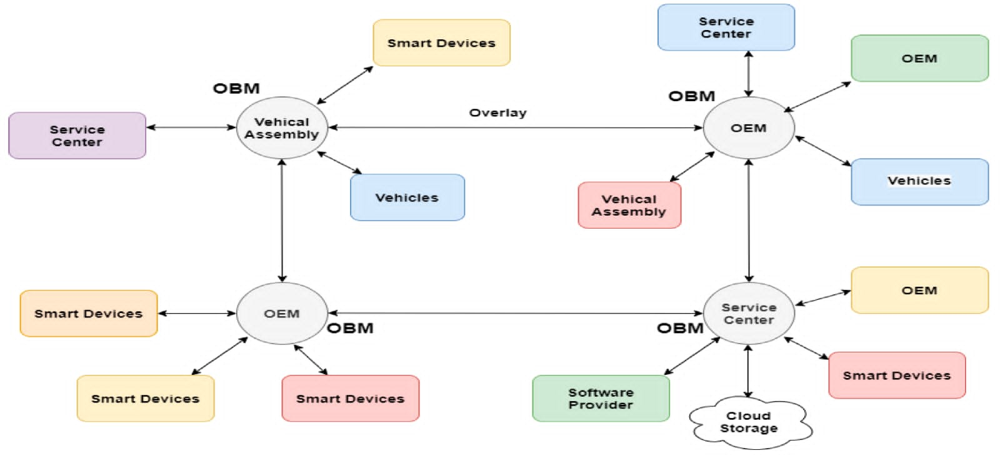 Service
Center
Smart Devices
OEM
OBM
OBM
Overlay
Vehical
Assembly
OEM
Service
Center
Vehicles
Vehicles
Vehical
Assembly
OEM
Smart Devices
OEM
Service
Center
OBM
OBM
Smart Devices
Smart Devices
Smart Devices
Software
Provider
Cloud
Storage